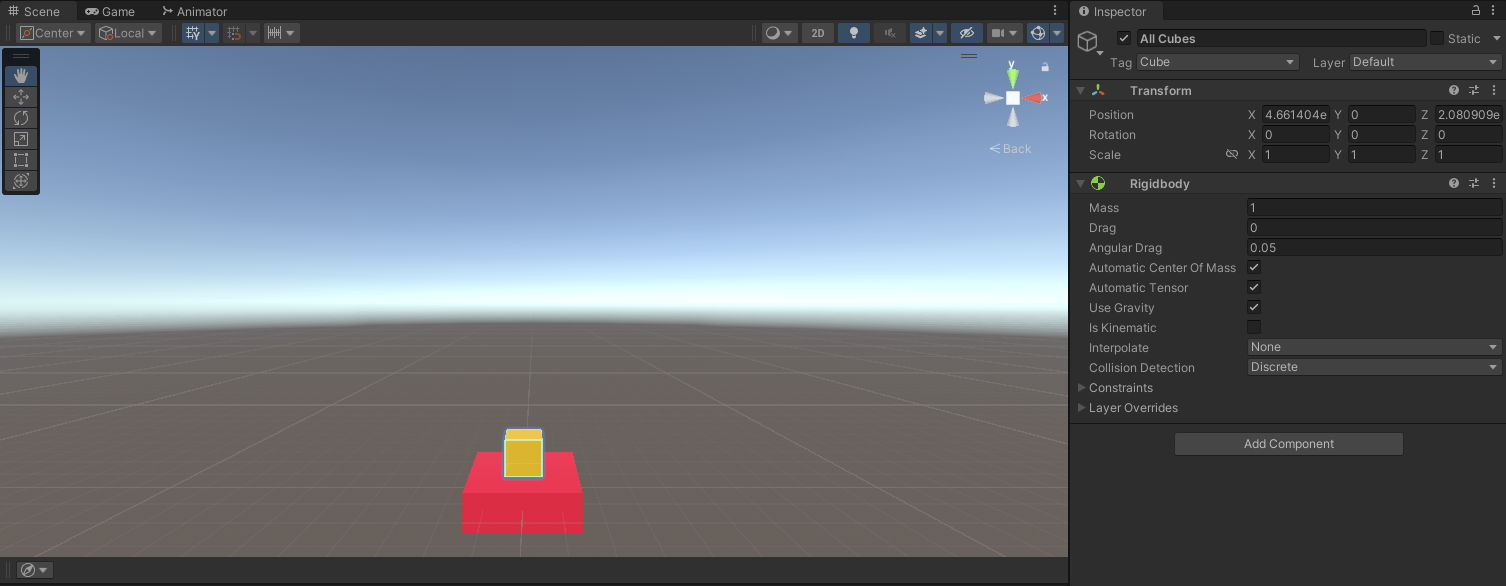 Scene Game Animator
Center Local 2D
y
x
Back
Inspector
All Cubes Static
Tag Cube Layer Default
Transform
Position X 4.661404e Y 0 Z 2.080909e
Rotation X 0 Y 0 Z 0
Scale X 1 Y 1 Z 1
Rigidbody
Mass 1
Drag 0
Angular Drag 0.05
Automatic Center Of Mass
Automatic Tensor
Use Gravity
Is Kinematic
Interpolate None
Collision Detection Discrete
Constraints
Layer Overrides
Add Component